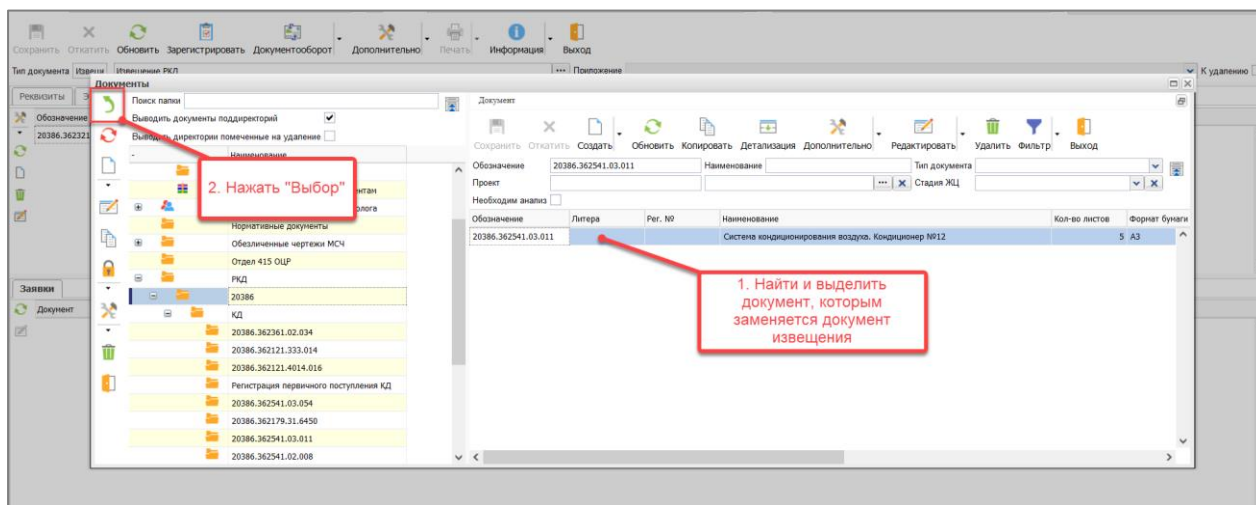 Сохранить Откатить Обновить Зарегистрировать Документооборот Дополнительно Печать Информация Выход
Тип документа Извещи Извещение РКД ... Приложение К удалению
Документы
Реквизиты Э
Обозначение
20386.362321
Заявки
Документ
Поиск папки
Выводить документы поддиректорий
Выводить директории помеченные на удаление
- Наименование
нтам
олога
Нормативные документы
Обезличенные чертежи МСЧ
Отдел 415 ОЦР
РКД
20386
КД
20386.362361.02.034
20386.362121.333.014
20386.362121.4014.016
Регистрация первичного поступления КД
20386.362541.03.054
20386.362179.31.6450
20386.362541.03.011
20386.362541.02.008
2. Нажать "Выбор"
Документ
Сохранить Откатить Создать Обновить Копировать Детализация Дополнительно Редактировать Удалить Фильтр Выход
Обозначение 20386.362541.03.011 Наименование Тип документа
Проект ... X Стадия ЖЦ X
Необходим анализ
Обозначение Литера Рег. № Наименование Кол-во листов Формат бумаги
20386.362541.03.011 Система кондиционирования воздуха. Кондиционер №12 5 А3
1. Найти и выделить
документ, которым
заменяется документ
извещения